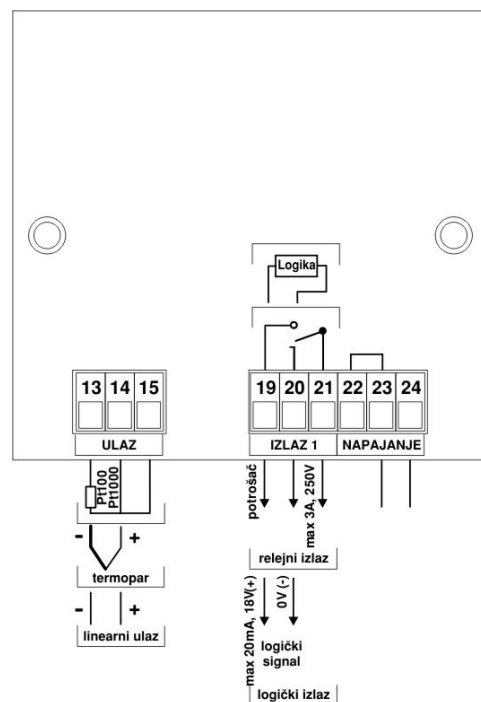 Logika
13 14 15
19 20 21 22 23 24
ULAZ
IZLAZ 1
NAPAJANJE
Pt100
Pt1000
- +
termopar
- +
linearni ulaz
potrošač
max 3A, 250V
relejni izlaz
max 20mA, 18V(+)
0V (-)
logički
signal
logički izlaz